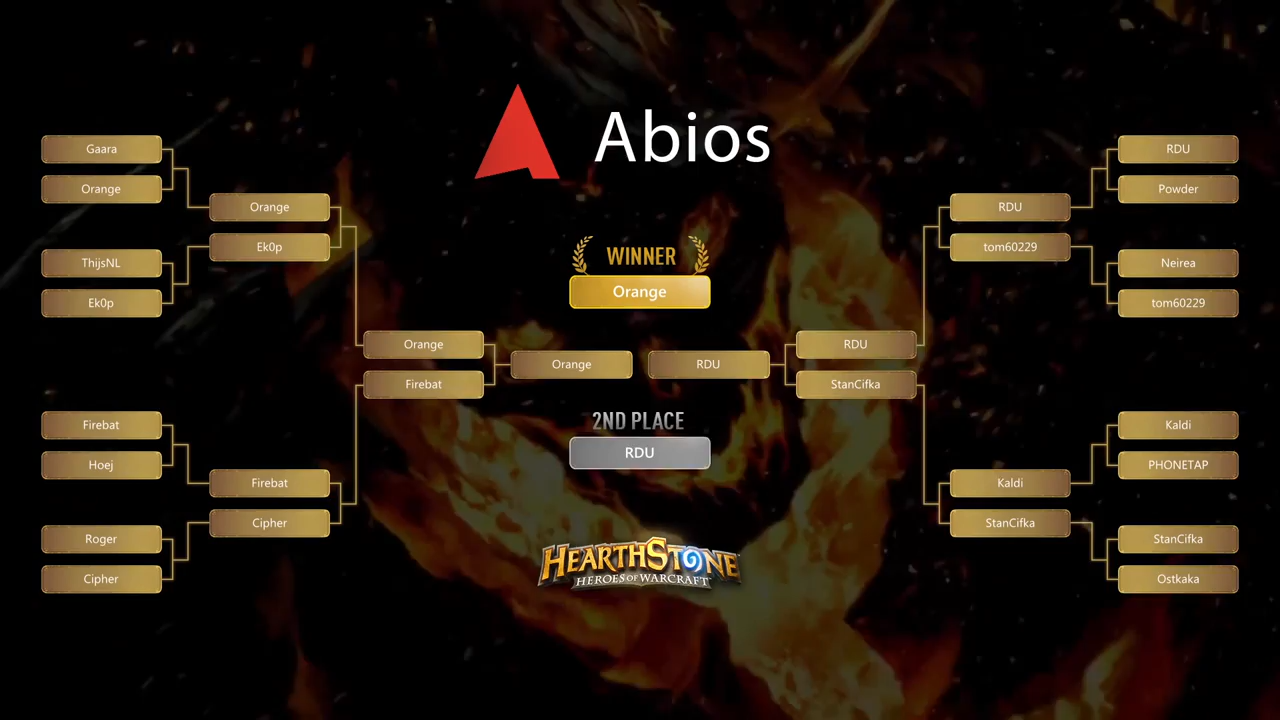 Abios
Gaara
Orange
ThijsNL
Ek0p
Firebat
Hoej
Roger
Cipher
Orange
Ek0p
Firebat
Cipher
Orange
Firebat
WINNER
Orange
Orange
RDU
2ND PLACE
RDU
HEARTHSTONE
HEROES OF WARCRAFT
RDU
StanCifka
RDU
tom60229
Kaldi
StanCifka
RDU
Powder
Neirea
tom60229
Kaldi
PHONETAP
StanCifka
Ostkaka